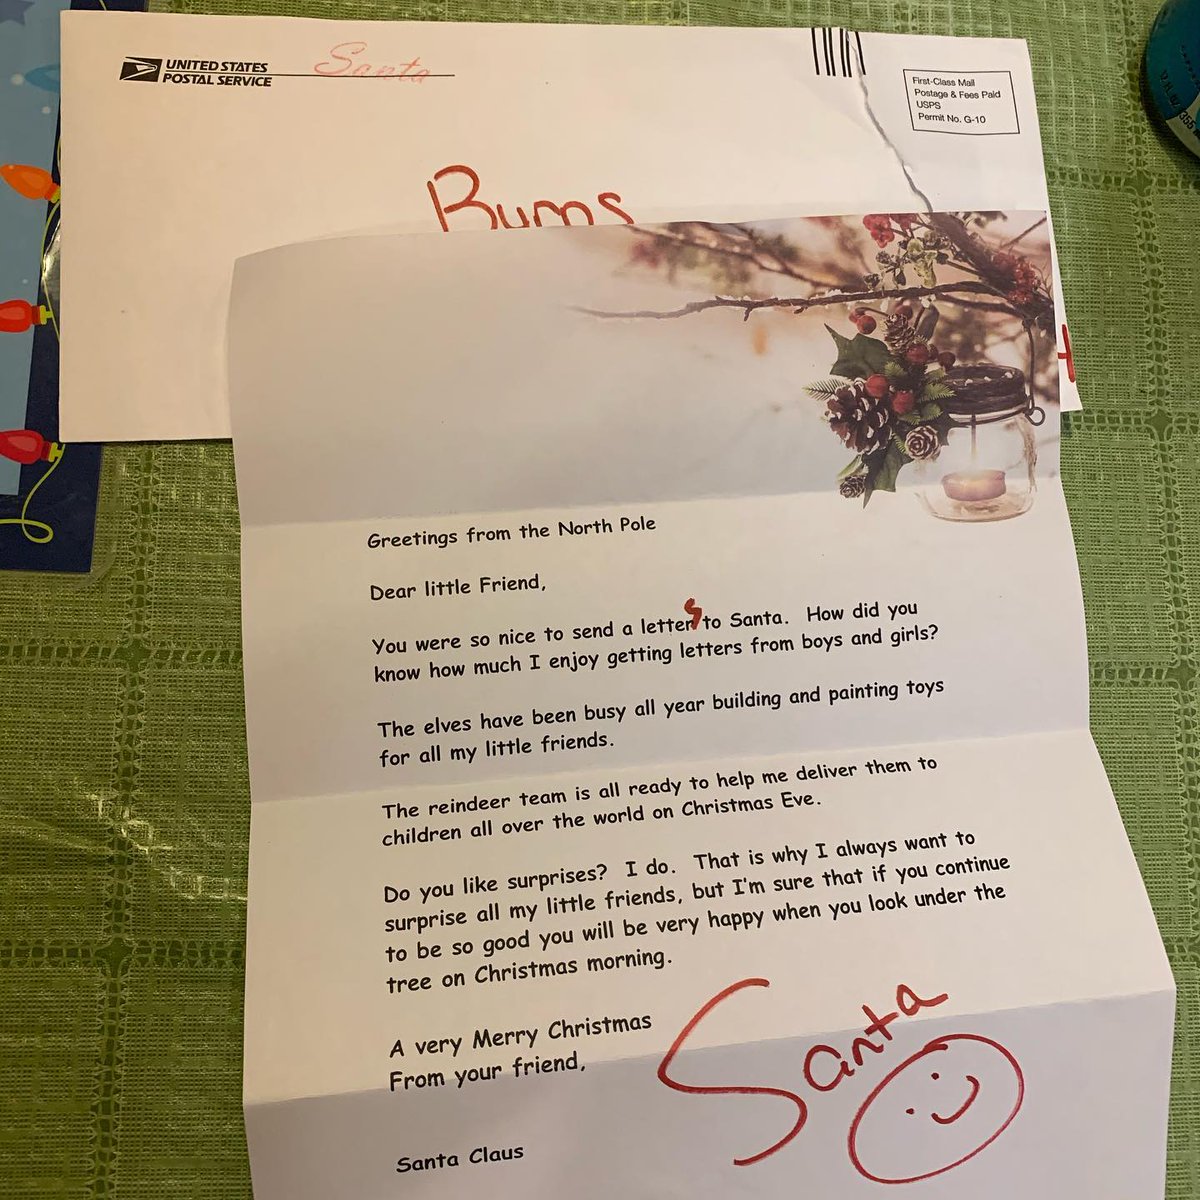 UNITED STATES
POSTAL SERVICE
Santa
First-Class Mail
Postage & Fees Paid
USPS
Permit No. G-10
Greetings from the North Pole
Dear little Friend,
You were so nice to send a letters to Santa. How did you
know how much I enjoy getting letters from boys and girls?
The elves have been busy all year building and painting toys
for all my little friends.
The reindeer team is all ready to help me deliver them to
children all over the world on Christmas Eve.
Do you like surprises? I do. That is why I always want to
surprise all my little friends, but I'm sure that if you continue
to be so good you will be very happy when you look under the
tree on Christmas morning.
A very Merry Christmas
From your friend,
Santa
Santa Claus